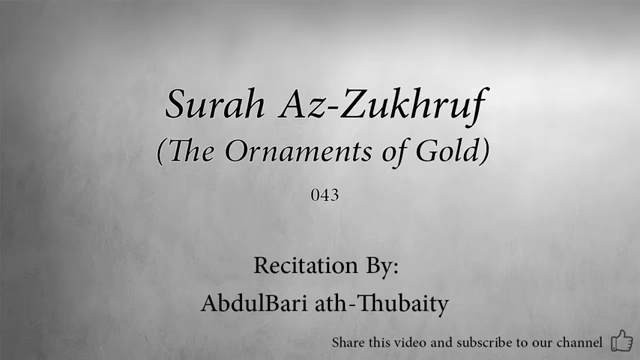 Surah Az-Zukhruf
(The Ornaments of Gold)
043
Recitation By:
AbdulBari ath-Thubaity
Share this video and subscribe to our channel